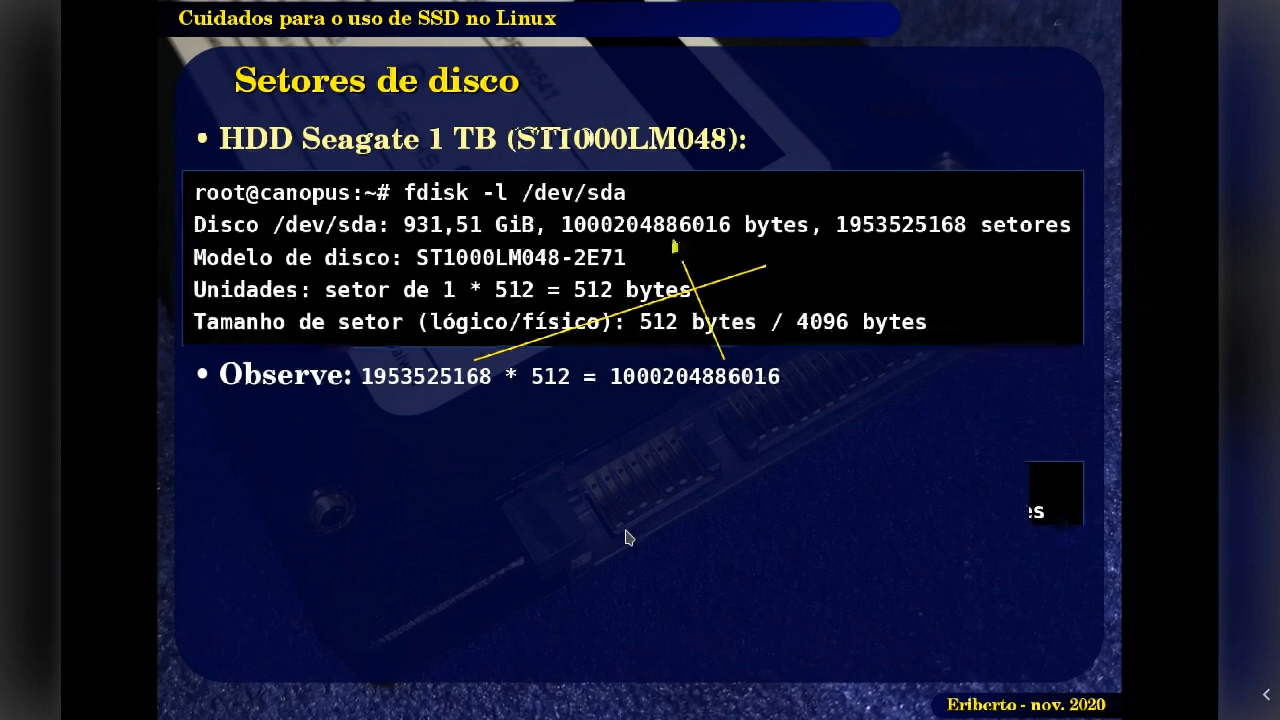 Cuidados para o uso de SSD no Linux
Setores de disco
• HDD Seagate 1 TB (ST1000LM048):
root@canopus:~# fdisk -l /dev/sda
Disco /dev/sda: 931,51 GiB, 1000204886016 bytes, 1953525168 setores
Modelo de disco: ST1000LM048-2E71
Unidades: setor de 1 * 512 = 512 bytes
Tamanho de setor (lógico/físico): 512 bytes / 4096 bytes
• Observe: 1953525168 * 512 = 1000204886016
es
Eriberto - nov. 2020